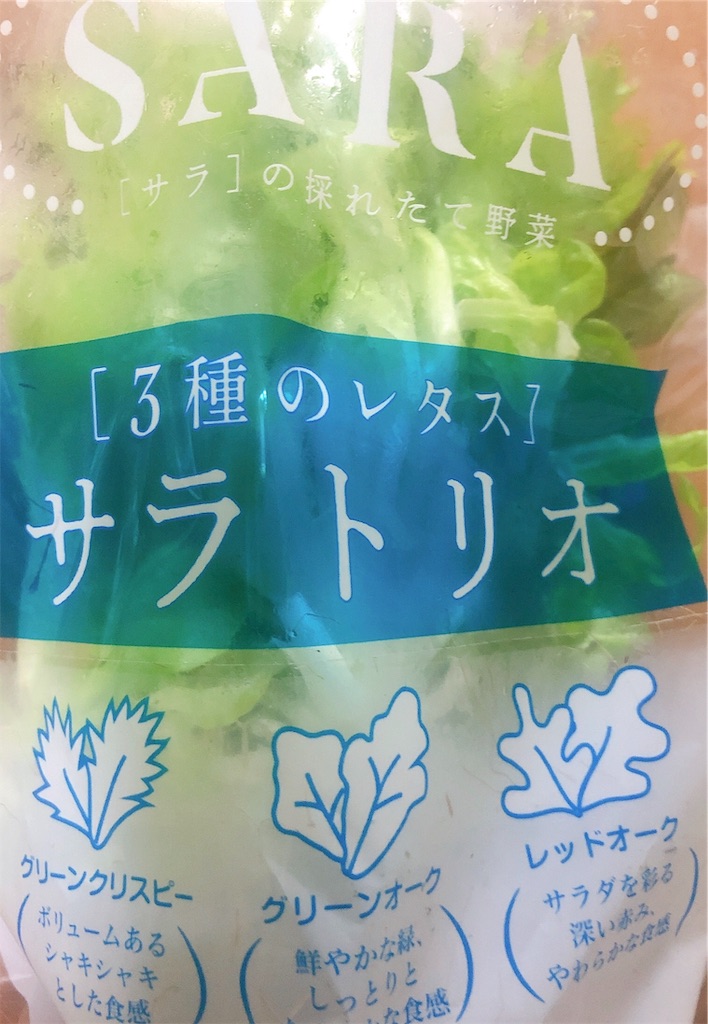 SARA
[サラ]の採れたて野菜
[3種のレタス]
サラトリオ
グリーンクリスピー
ボリュームある
シャキシャキ
とした食感
グリーンオーク
鮮やかな緑、
しっとりと
な食感
レッドオーク
サラダを彩る
深い赤み、
やわらかな食感